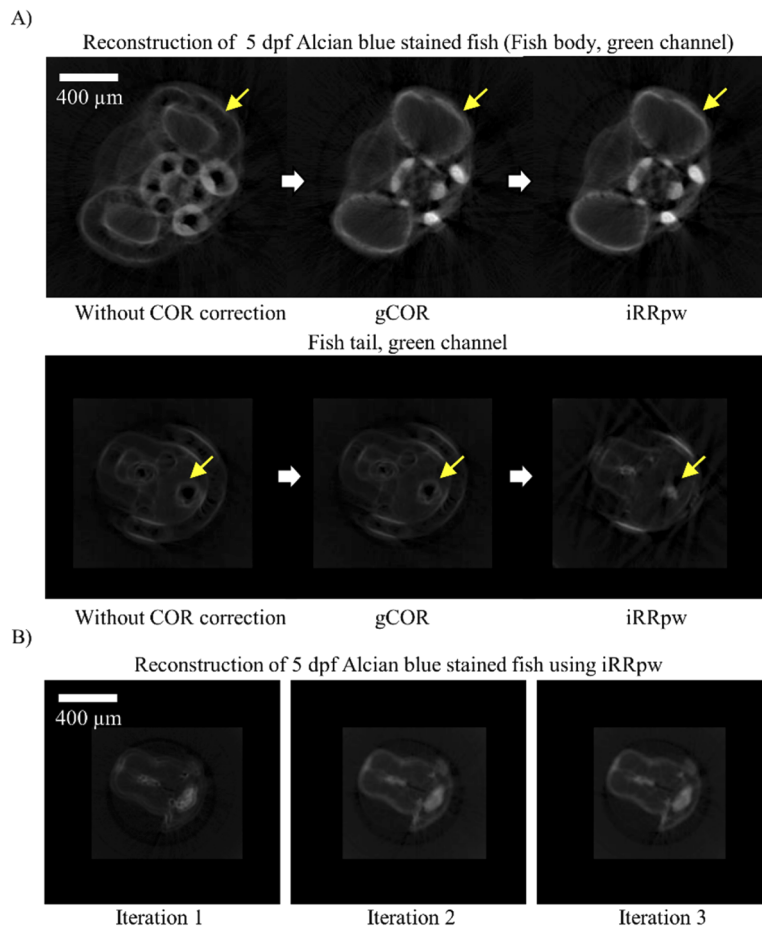 A)
Reconstruction of 5 dpf Alcian blue stained fish (Fish body, green channel)
400 µm
Without COR correction gCOR iRRpw
Fish tail, green channel
Without COR correction gCOR iRRpw
B)
Reconstruction of 5 dpf Alcian blue stained fish using iRRpw
400 µm
Iteration 1 Iteration 2 Iteration 3